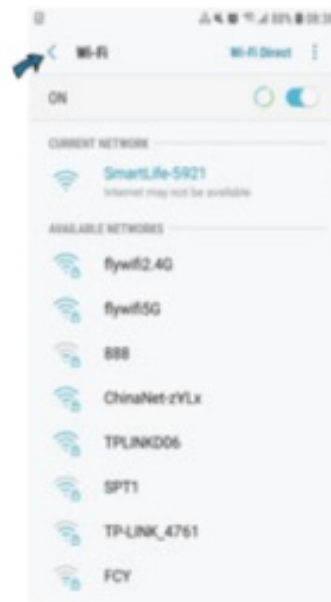 Wi-Fi
Wi-Fi Direct
ON
CURRENT NETWORK
SmartLife-5921
Internet may not be available
AVAILABLE NETWORKS
flywifi2.4G
flywifi5G
888
ChinaNet-zYLx
TPLINKD06
SPT1
TP-LINK_4761
FCY